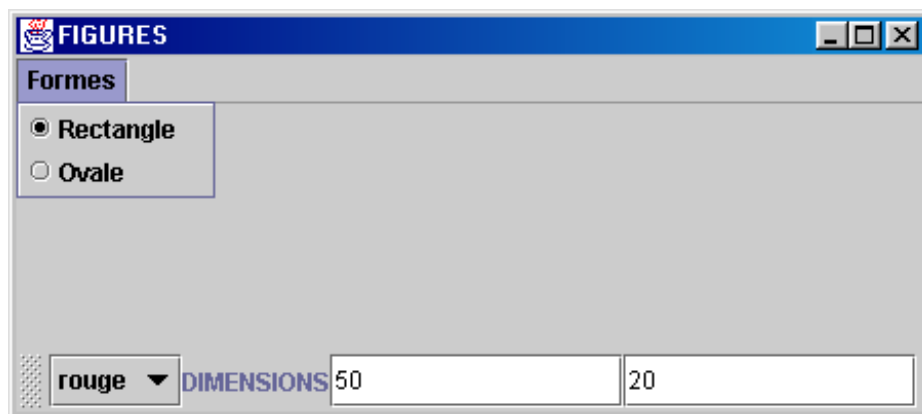 FIGURES
Formes
Rectangle
Ovale
rouge DIMENSIONS 50 20